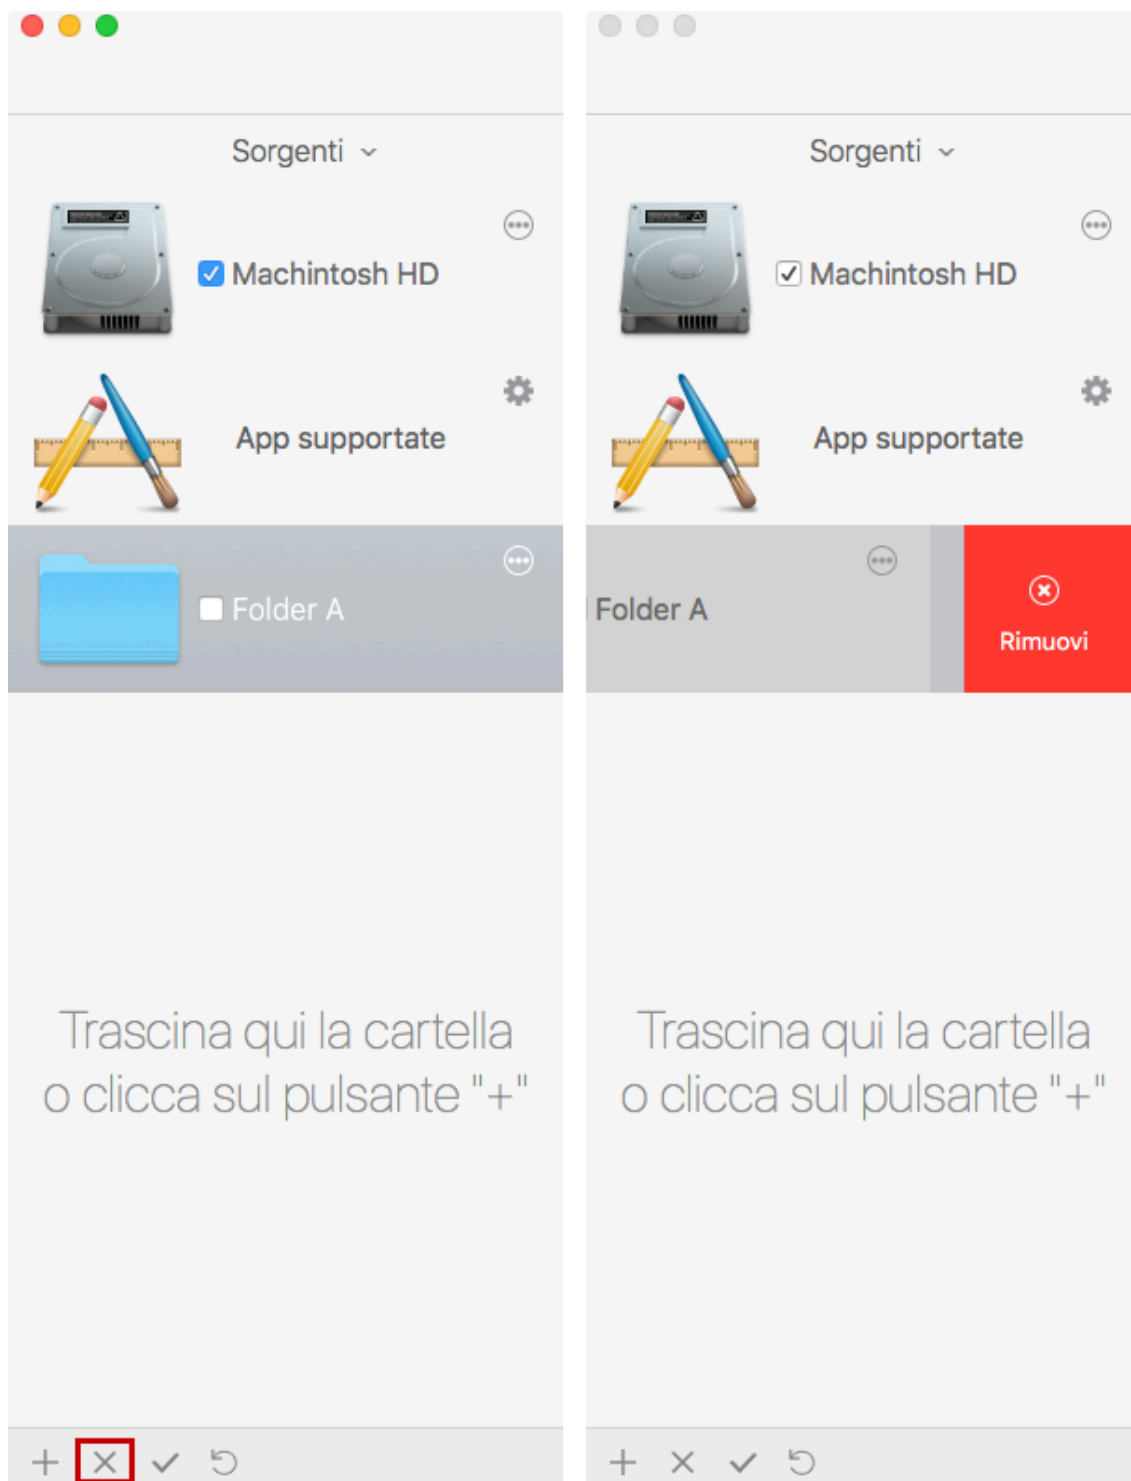 Sorgenti
Machintosh HD
App supportate
Folder A
Trascina qui la cartella
o clicca sul pulsante "+"
Sorgenti
Machintosh HD
App supportate
Folder A
Rimuovi
Trascina qui la cartella
o clicca sul pulsante "+"